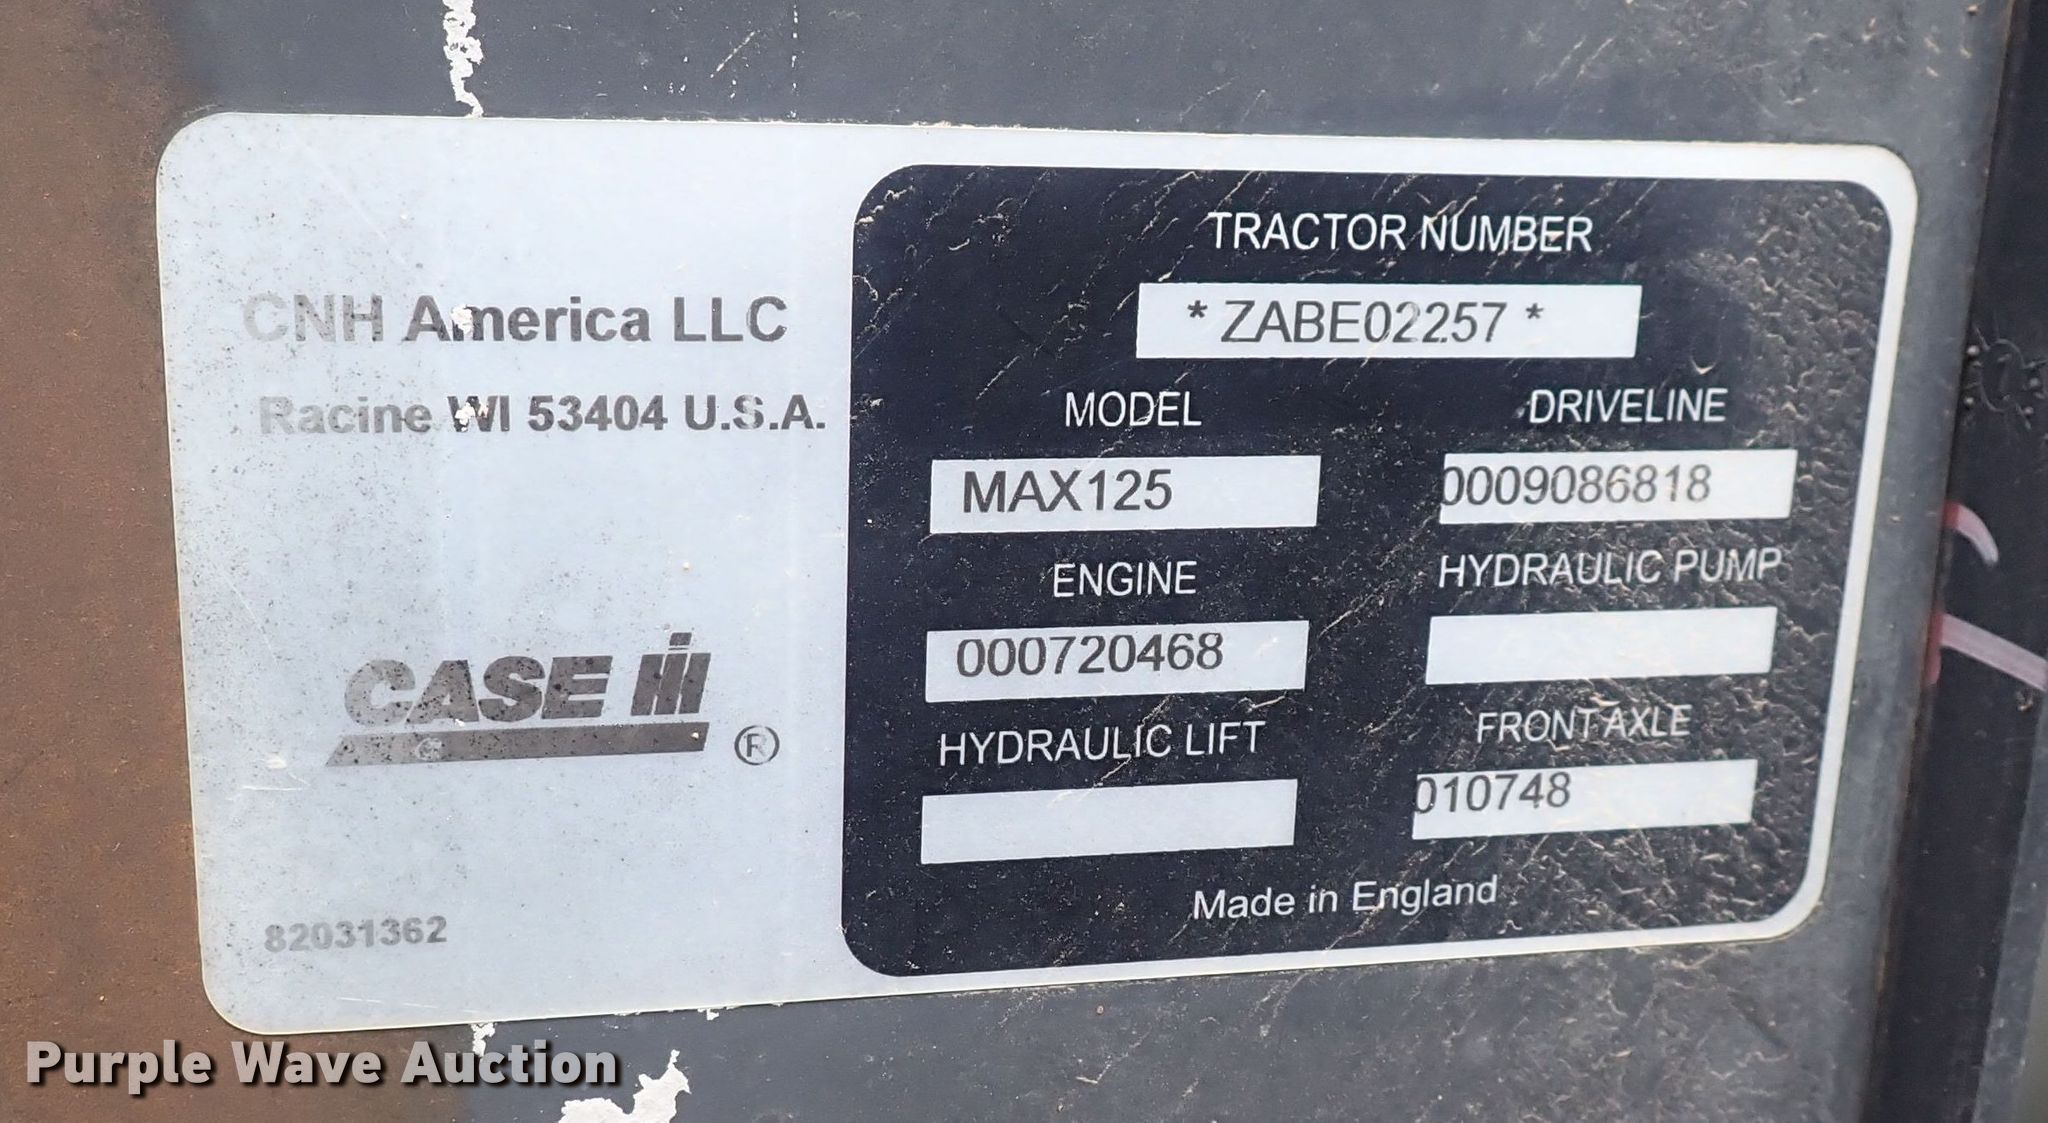 CNH America LLC
Racine WI 53404 U.S.A.
CASE IH ®
82031362
TRACTOR NUMBER
* ZABE02257 *
MODEL DRIVELINE
MAX125 0009086818
ENGINE HYDRAULIC PUMP
000720468
HYDRAULIC LIFT FRONT AXLE
010748
Made in England
Purple Wave Auction